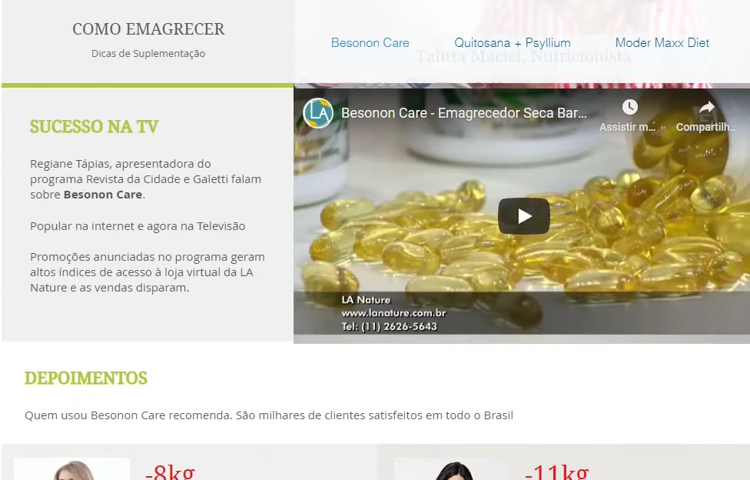 COMO EMAGRECER
Dicas de Suplementação
Besonon Care
Quitosana + Psyllium
Moder Maxx Diet
Talitta Maciel. Nutricionista
SUCESSO NA TV
Regiane Tápias, apresentadora do
programa Revista da Cidade e Galetti falam
sobre Besonon Care.
Popular na internet e agora na Televisão
Promoções anunciadas no programa geram
altos índices de acesso à loja virtual da LA
Nature e as vendas disparam.
LA
Besonon Care - Emagrecedor Seca Bar...
Assistir m...
Compartilh...
LA Nature
www.lanature.com.br
Tel: (11) 2626-5643
DEPOIMENTOS
Quem usou Besonon Care recomenda. São milhares de clientes satisfeitos em todo o Brasil
-8kg
-11kg